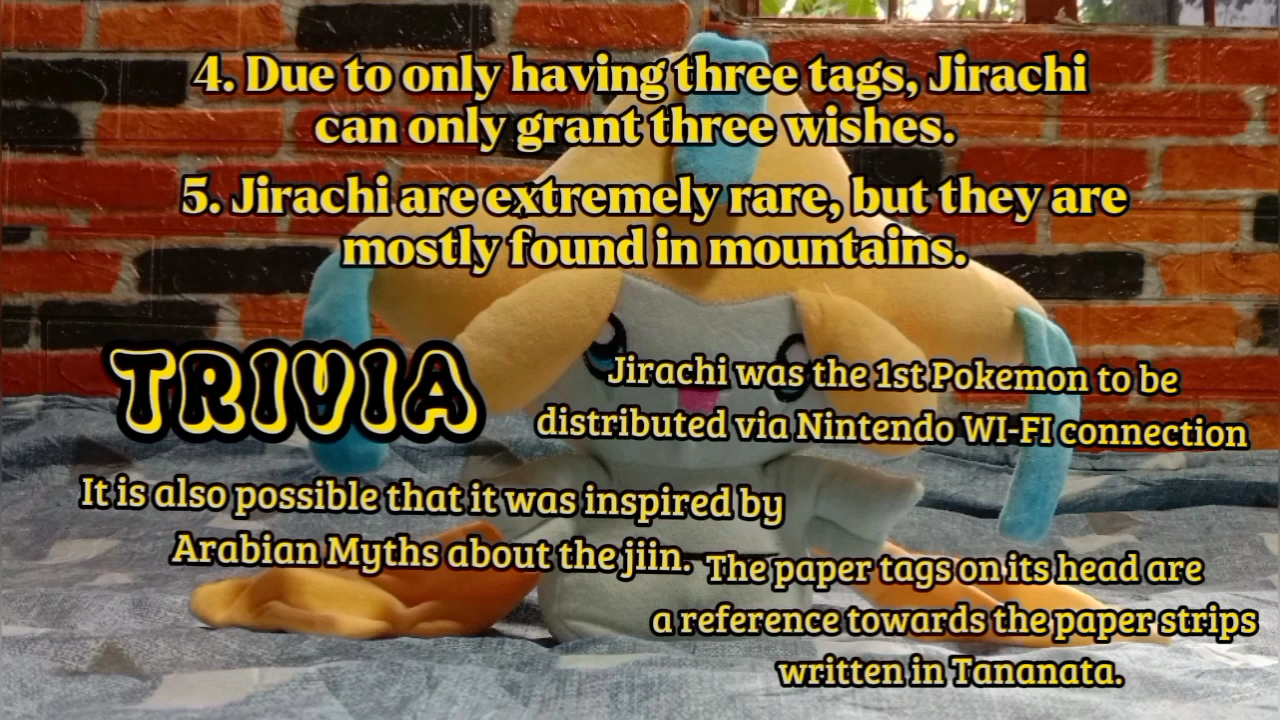 4. Due to only having three tags, Jirachi
can only grant three wishes.
5. Jirachi are extremely rare, but they are
mostly found in mountains.
TRIVIA
Jirachi was the 1st Pokemon to be
distributed via Nintendo WI-FI connection
It is also possible that it was inspired by
Arabian Myths about the jiin.
The paper tags on its head are
a reference towards the paper strips
written in Tananata.